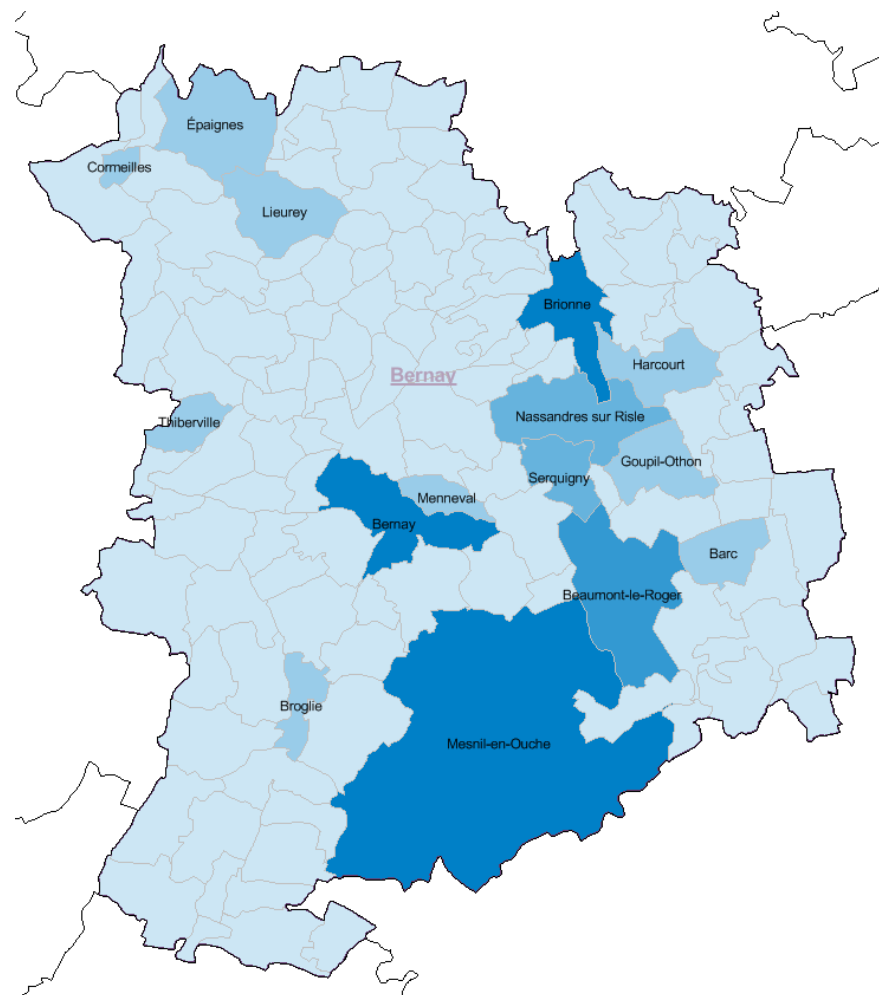 Épaignes
Cormeilles
Lieurey
Brionne
Harcourt
Bernay
Nassandres sur Risle
Thiberville
Goupil-Othon
Serquigny
Menneval
Bernay
Barc
Beaumont-le-Roger
Broglie
Mesnil-en-Ouche